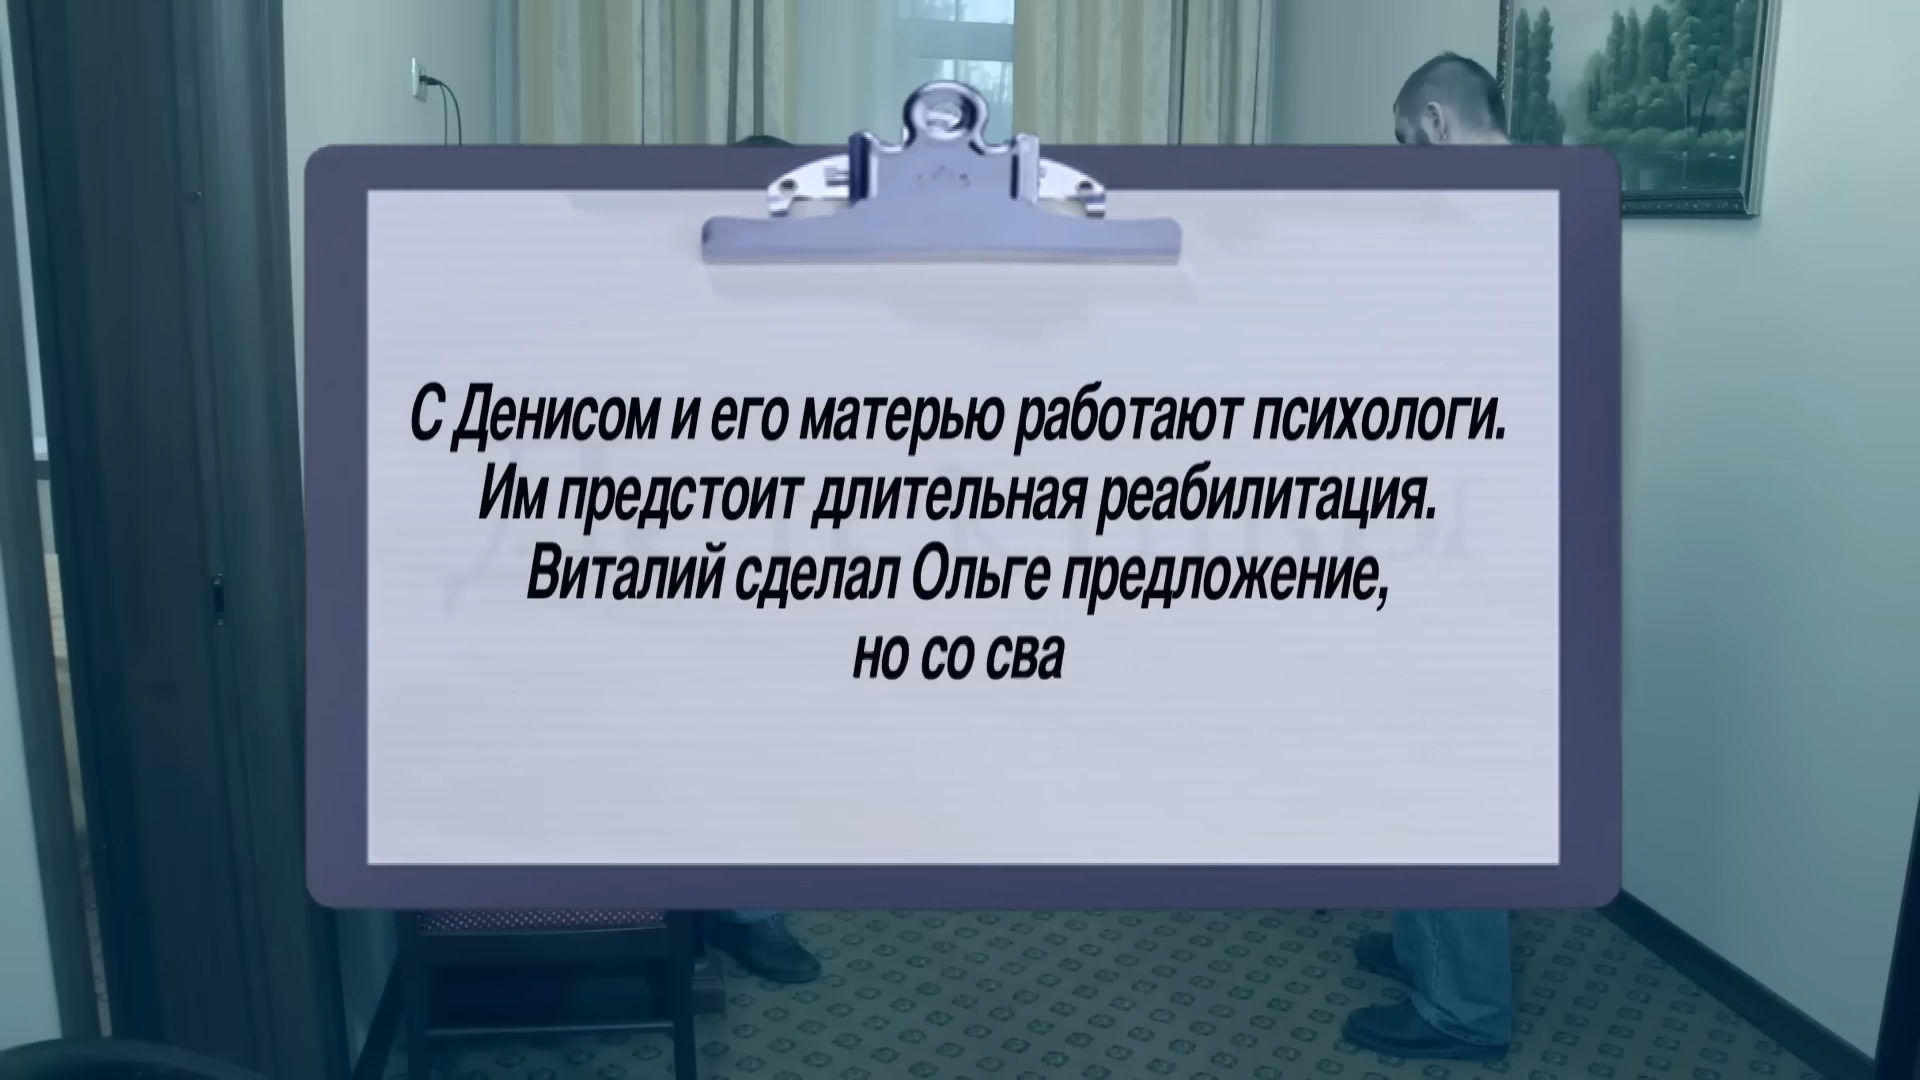 С Денисом и его матерью работают психологи.
Им предстоит длительная реабилитация.
Виталий сделал Ольге предложение,
но со сва